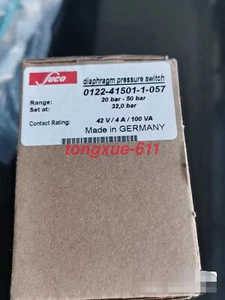 Suco
diaphragm pressure switch
0122-41501-1-057
Range: 20 bar - 50 bar
Set at: 32,0 bar
Contact Rating: 42 V / 4 A / 100 VA
Made in GERMANY
tongxue-611